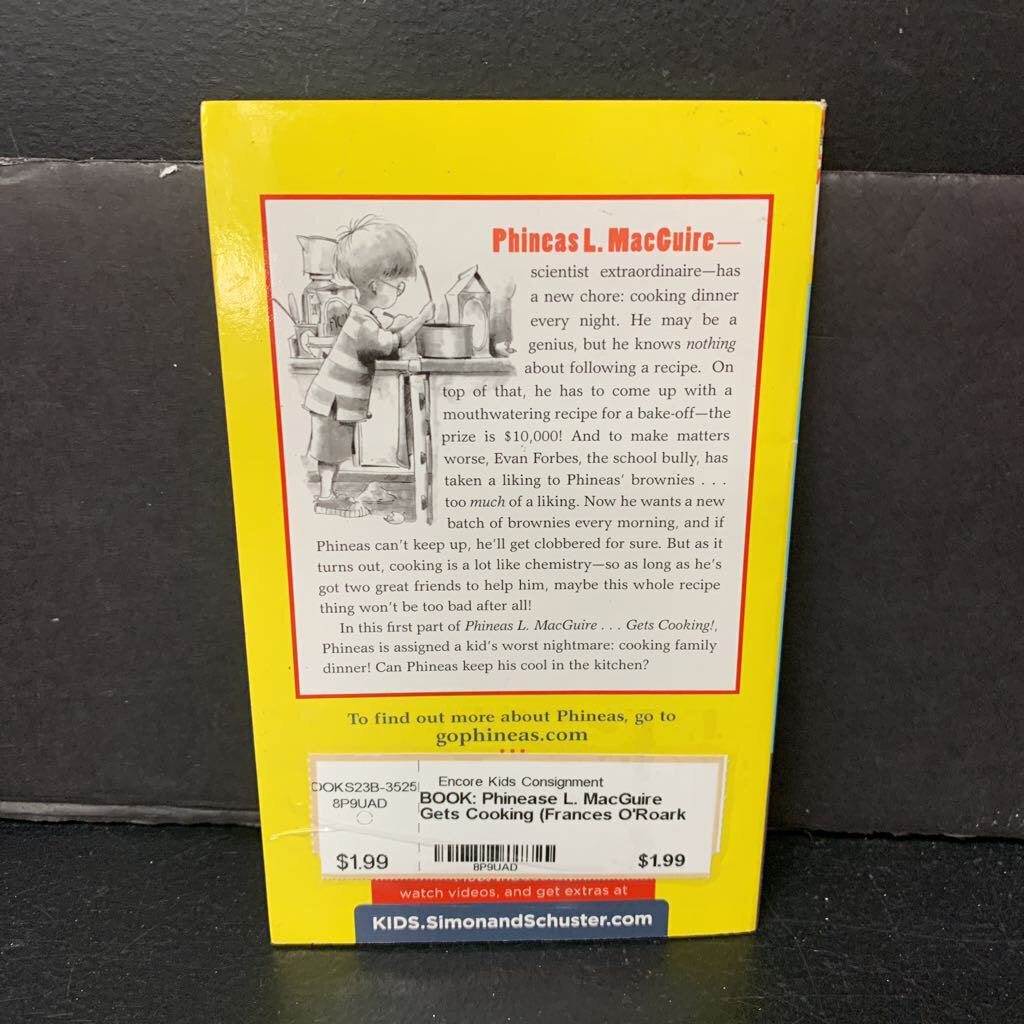 Phineas L. MacGuire—
scientist extraordinaire—has
a new chore: cooking dinner
every night. He may be a
genius, but he knows nothing
about following a recipe. On
top of that, he has to come up with a
mouthwatering recipe for a bake-off—the
prize is $10,000! And to make matters
worse, Evan Forbes, the school bully, has
taken a liking to Phineas' brownies . . .
too much of a liking. Now he wants a new
batch of brownies every morning, and if
Phineas can't keep up, he'll get clobbered for sure. But as it
turns out, cooking is a lot like chemistry—so as long as he's
got two great friends to help him, maybe this whole recipe
thing won't be too bad after all!
In this first part of Phineas L. MacGuire . . . Gets Cooking!,
Phineas is assigned a kid's worst nightmare: cooking family
dinner! Can Phineas keep his cool in the kitchen?
To find out more about Phineas, go to
gophineas.com
OOKS23B-3525
8P9UAD
$1.99
Encore Kids Consignment
BOOK: Phinease L. MacGuire
Gets Cooking (Frances O'Roark
8P9UAD
$1.99
watch videos, and get extras at
KIDS.SimonandSchuster.com